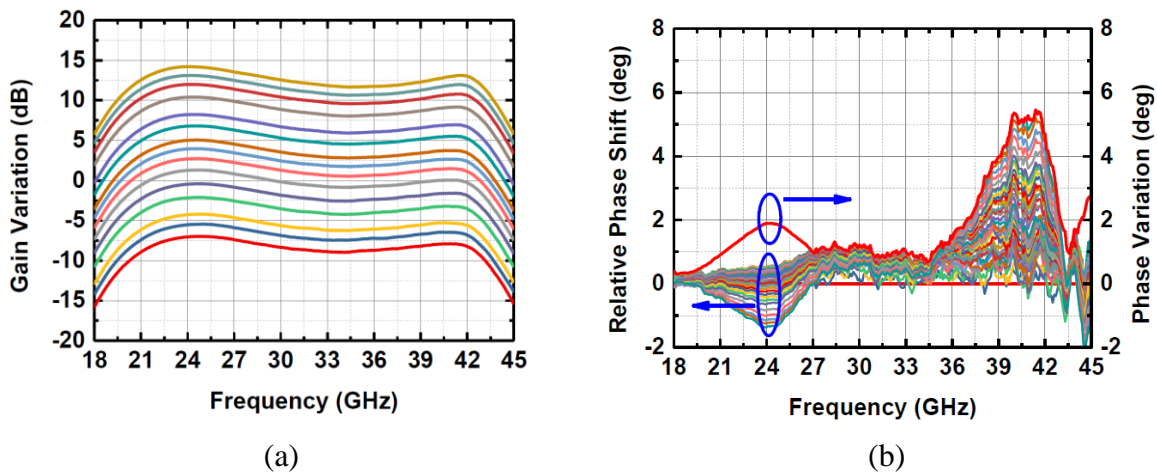 Gain Variation (dB)
20
15
10
5
0
-5
-10
-15
-20
18 21 24 27 30 33 36 39 42 45
Frequency (GHz)
(a)
Relative Phase Shift (deg)
8
6
4
2
0
-2
18 21 24 27 30 33 36 39 42 45
Frequency (GHz)
8
6
4
2
0
-2
Phase Variation (deg)
(b)